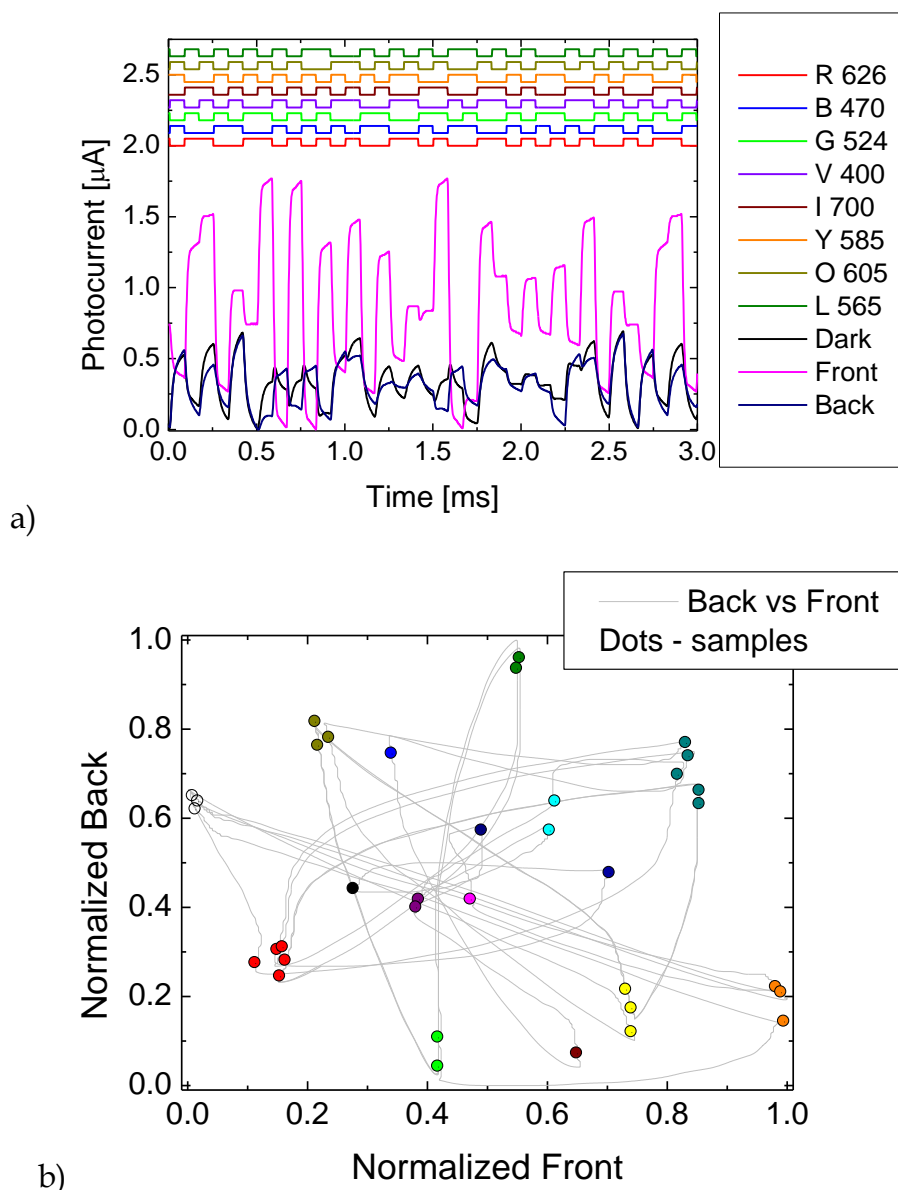 2.5
2.0
1.5
1.0
0.5
0.0
Photocurrent [μA]
0.0 0.5 1.0 1.5 2.0 2.5 3.0
Time [ms]
R 626
B 470
G 524
V 400
I 700
Y 585
O 605
L 565
Dark
Front
Back
a)
Back vs Front
Dots - samples
1.0
0.8
0.6
0.4
0.2
0.0
Normalized Back
0.0 0.2 0.4 0.6 0.8 1.0
Normalized Front
b)